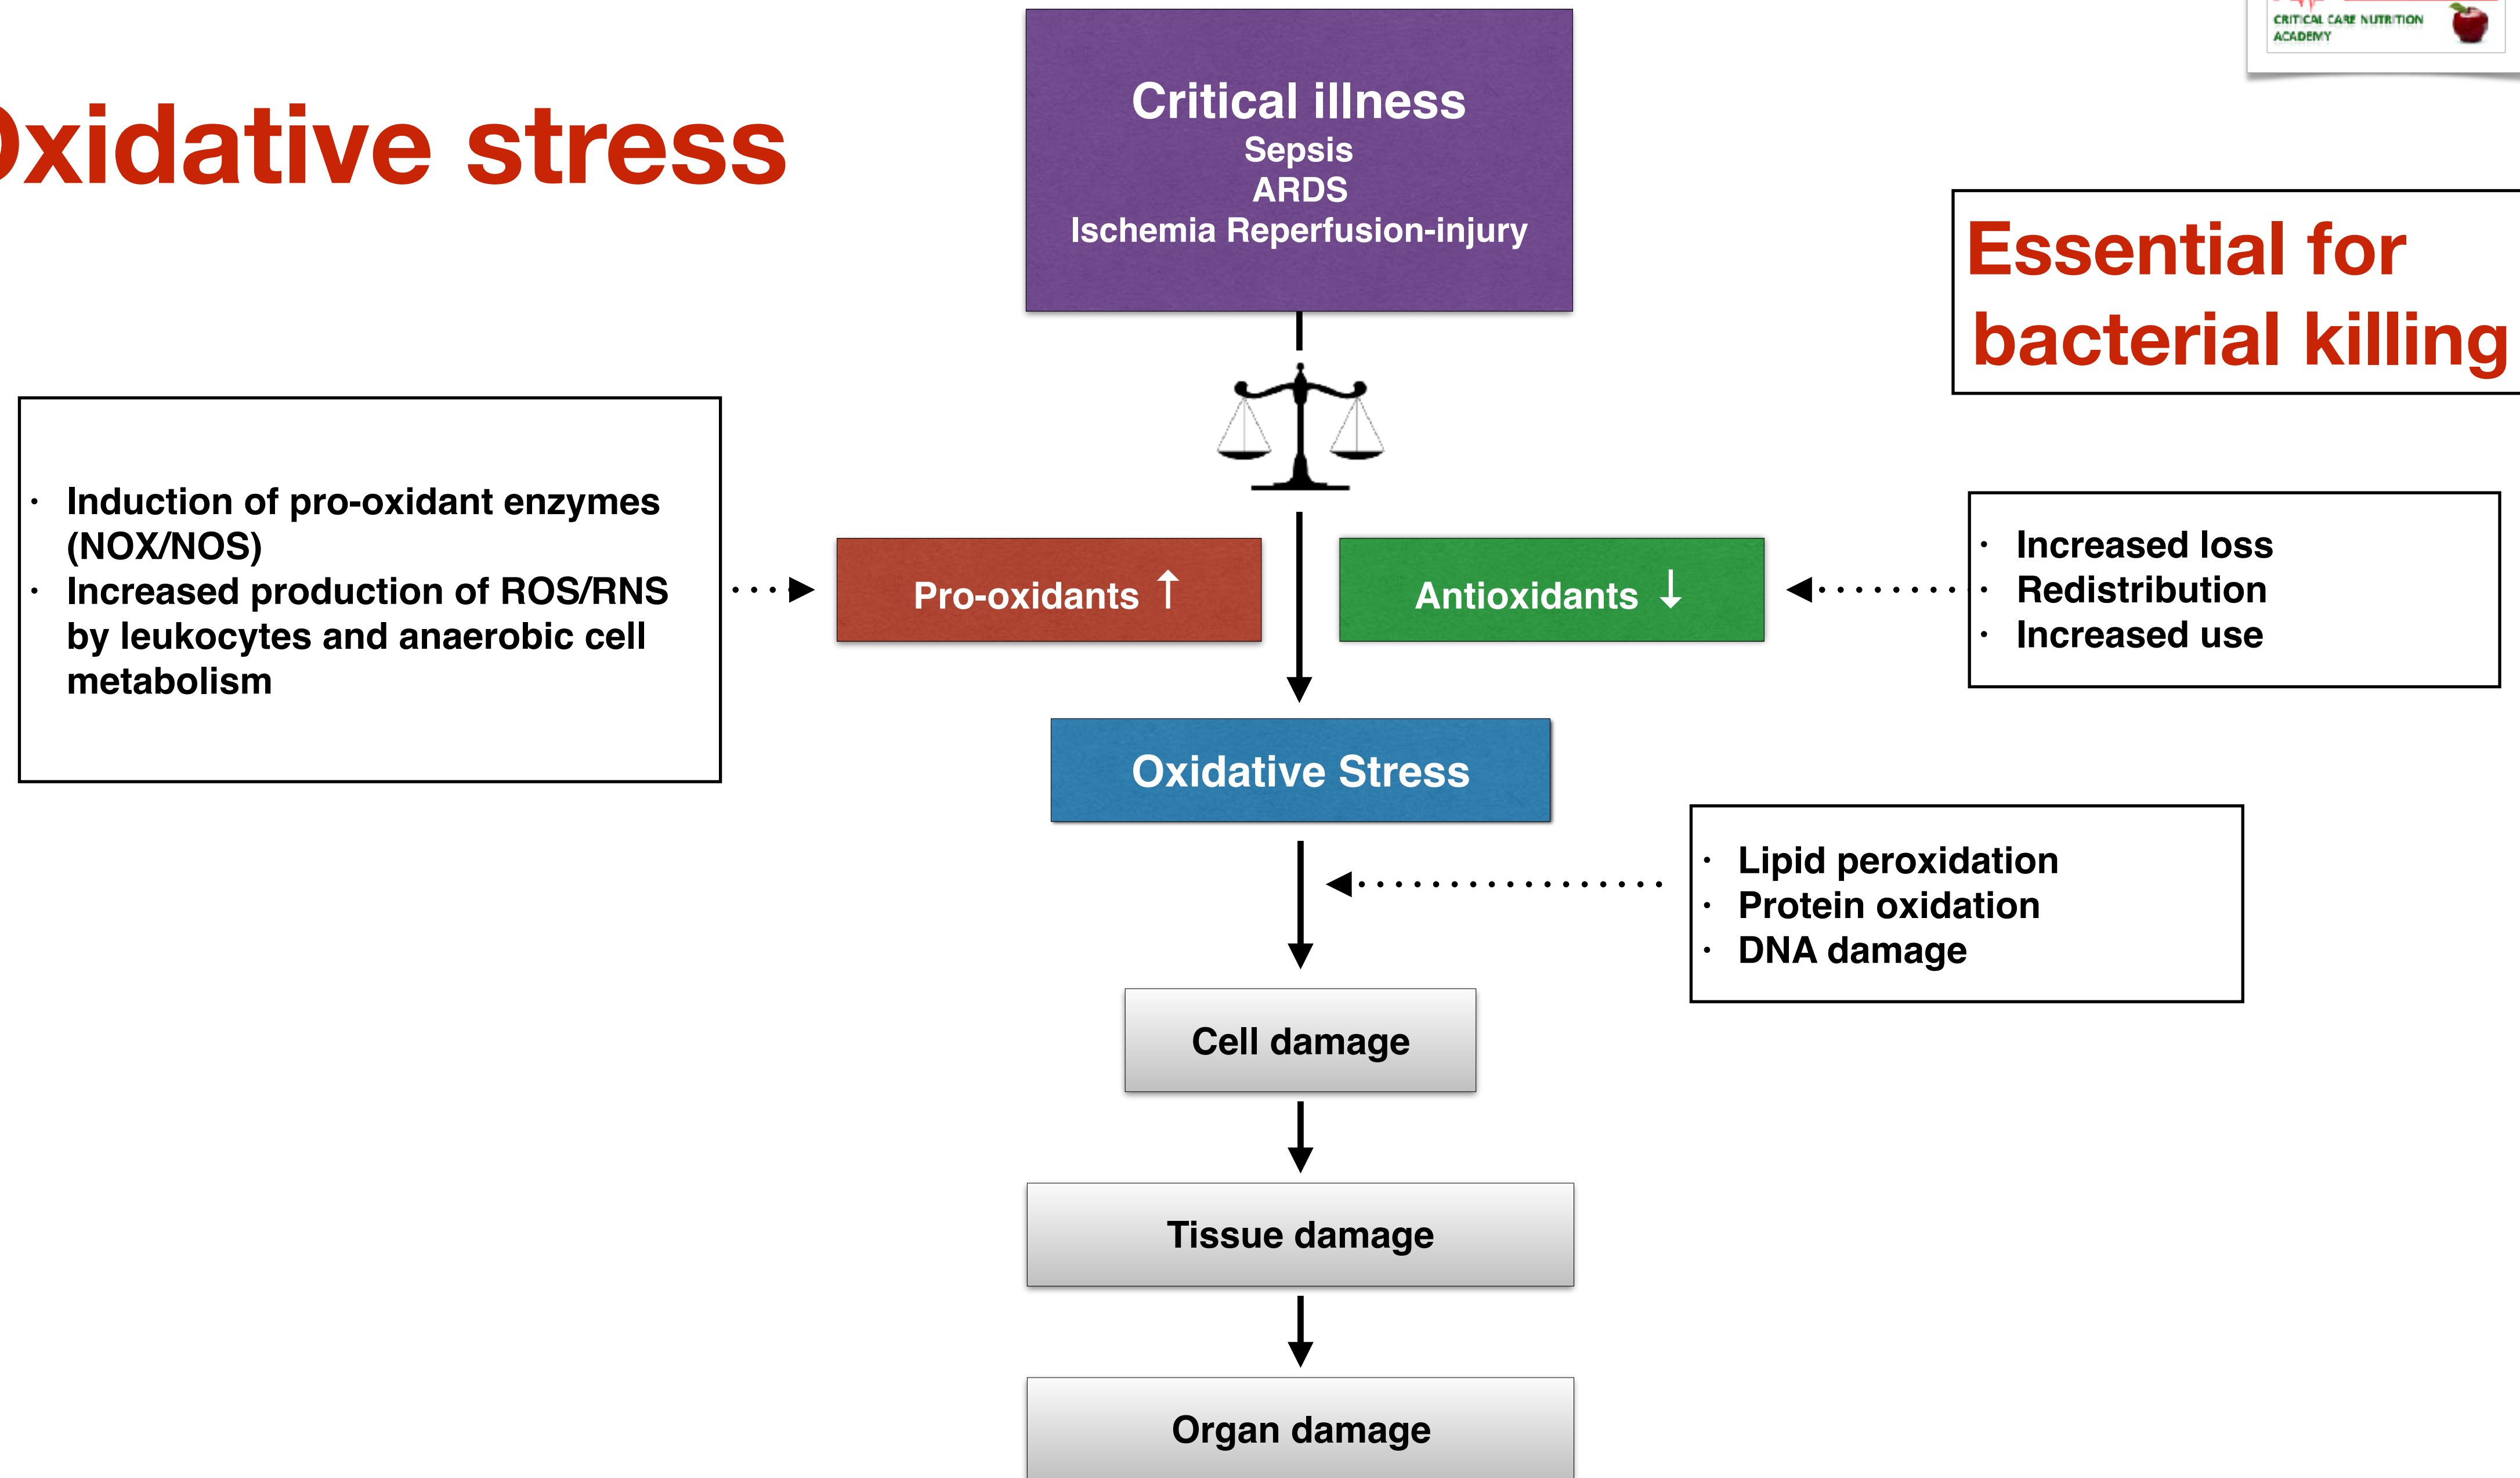 CRITICAL CARE NUTRITION
ACADEMY
Oxidative stress
Critical illness
Sepsis
ARDS
Ischemia Reperfusion-injury
Essential for
bacterial killing
· Induction of pro-oxidant enzymes
(NOX/NOS)
· Increased production of ROS/RNS
by leukocytes and anaerobic cell
metabolism
Pro-oxidants ↑
Antioxidants ↓
· Increased loss
· Redistribution
· Increased use
Oxidative Stress
· Lipid peroxidation
· Protein oxidation
· DNA damage
Cell damage
Tissue damage
Organ damage